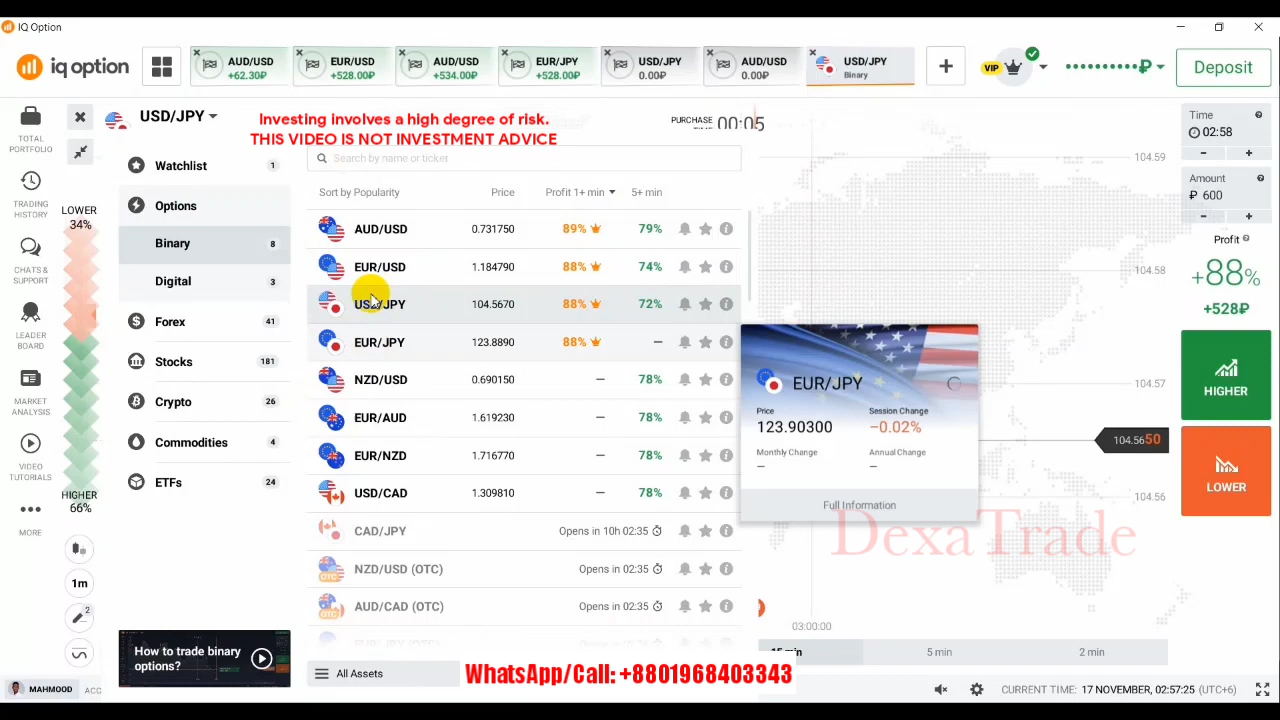 IQ Option
iq option
AUD/USD
+62.30₽
EUR/USD
+528.00₽
AUD/USD
+534.00₽
EUR/JPY
+528.00₽
USD/JPY
0.00₽
AUD/USD
0.00₽
USD/JPY
Binary
VIP
Deposit
TOTAL
PORTFOLIO
TRADING
HISTORY
CHATS &
SUPPORT
LEADER
BOARD
MARKET
ANALYSIS
VIDEO
TUTORIALS
MORE
LOWER
34%
HIGHER
66%
1m
2
USD/JPY
Investing involves a high degree of risk.
THIS VIDEO IS NOT INVESTMENT ADVICE
PURCHASE
00:05
Watchlist 1
Options
Binary 8
Digital 3
Forex 41
Stocks 181
Crypto 26
Commodities 4
ETFs 24
Search by name or ticker
Sort by Popularity Price Profit 1+ min 5+ min
AUD/USD 0.731750 89% 79%
EUR/USD 1.184790 88% 74%
USD/JPY 104.5670 88% 72%
EUR/JPY 123.8890 88% –
NZD/USD 0.690150 – 78%
EUR/AUD 1.619230 – 78%
EUR/NZD 1.716770 – 78%
USD/CAD 1.309810 – 78%
CAD/JPY Opens in 10h 02:35
NZD/USD (OTC) Opens in 02:35
AUD/CAD (OTC) Opens in 02:35
All Assets
EUR/JPY
Price Session Change
123.90300 –0.02%
Monthly Change Annual Change
– –
Full Information
DexaTrade
104.59
104.58
104.57
104.5650
104.56
03:00:00
15 min 5 min 2 min
Time
02:58
- +
Amount
₽ 600
- +
Profit
+88%
+528₽
HIGHER
LOWER
How to trade binary
options?
WhatsApp/Call: +8801968403343
MAHMOOD
ACC
CURRENT TIME: 17 NOVEMBER, 02:57:25 (UTC+6)